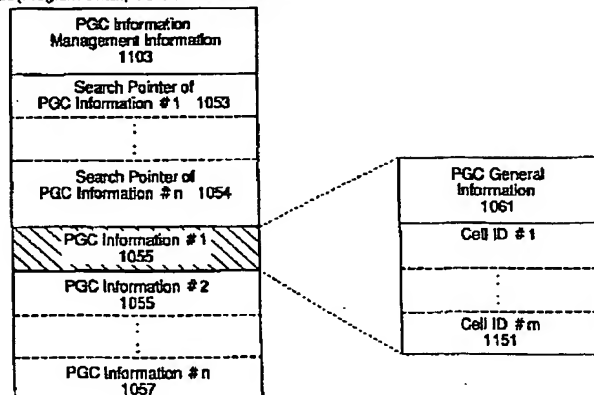 PGC Information
Management Information
1103
Search Pointer of
PGC Information #1 1053
Search Pointer of
PGC Information #n 1054
PGC Information #1
1055
PGC Information #2
1055
PGC Information #n
1057
PGC General
Information
1061
Cell ID #1
Cell ID #m
1151